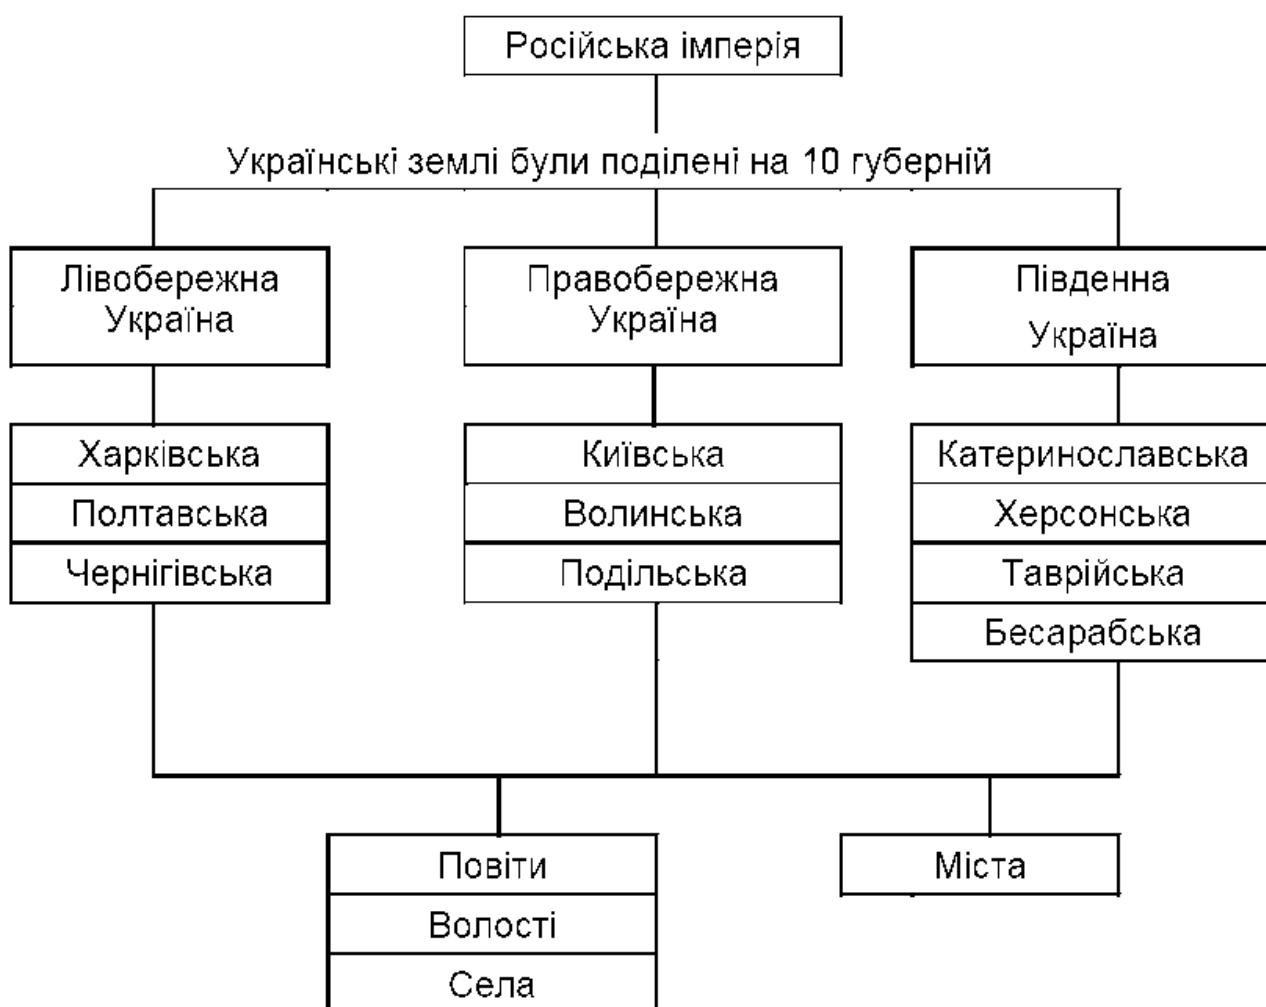 Російська імперія
Українські землі були поділені на 10 губерній
Лівобережна
Україна
Правобережна
Україна
Південна
Україна
Харківська
Полтавська
Чернігівська
Київська
Волинська
Подільська
Катеринославська
Херсонська
Таврійська
Бесарабська
Повіти
Волості
Села
Міста